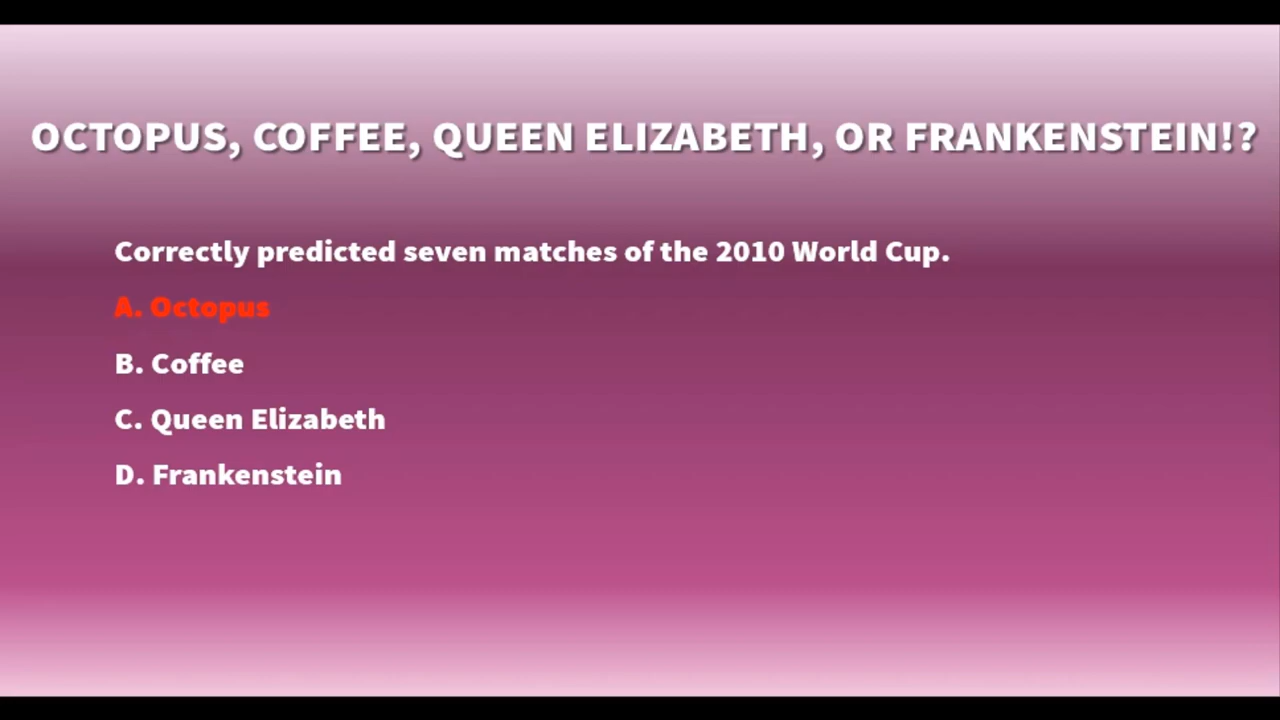 OCTOPUS, COFFEE, QUEEN ELIZABETH, OR FRANKENSTEIN!?
Correctly predicted seven matches of the 2010 World Cup.
A. Octopus
B. Coffee
C. Queen Elizabeth
D. Frankenstein